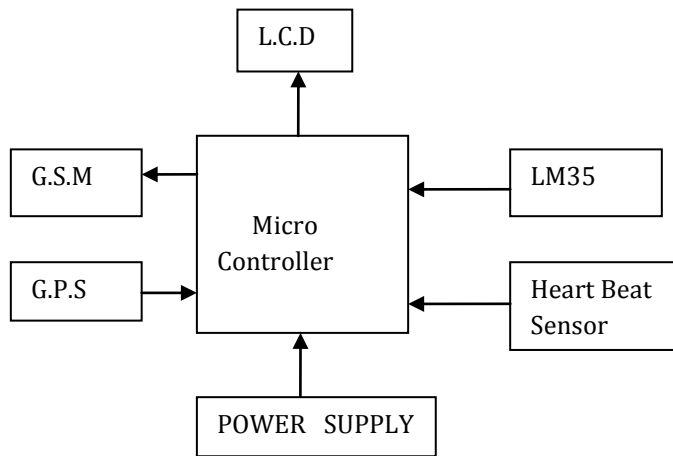 L.C.D
G.S.M
LM35
Micro
Controller
G.P.S
Heart Beat
Sensor
POWER SUPPLY